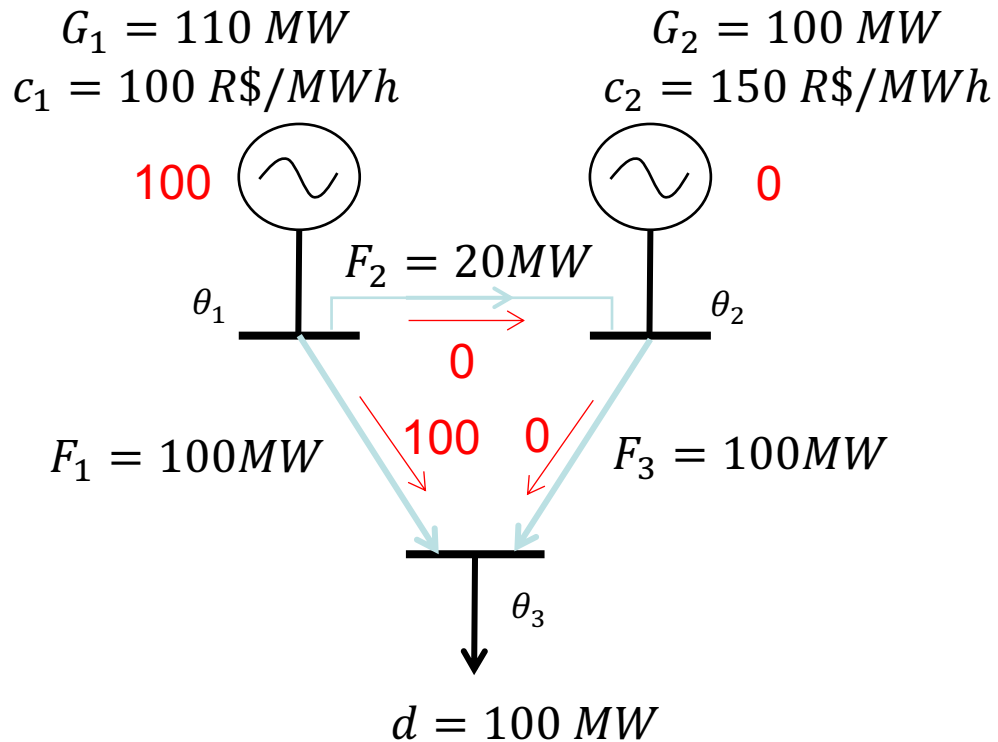 G₁ = 110 MW
c₁ = 100 R$/MWh
G₂ = 100 MW
c₂ = 150 R$/MWh
100
0
F₂ = 20MW
θ₁
θ₂
0
100
0
F₁ = 100MW
F₃ = 100MW
θ₃
d = 100 MW